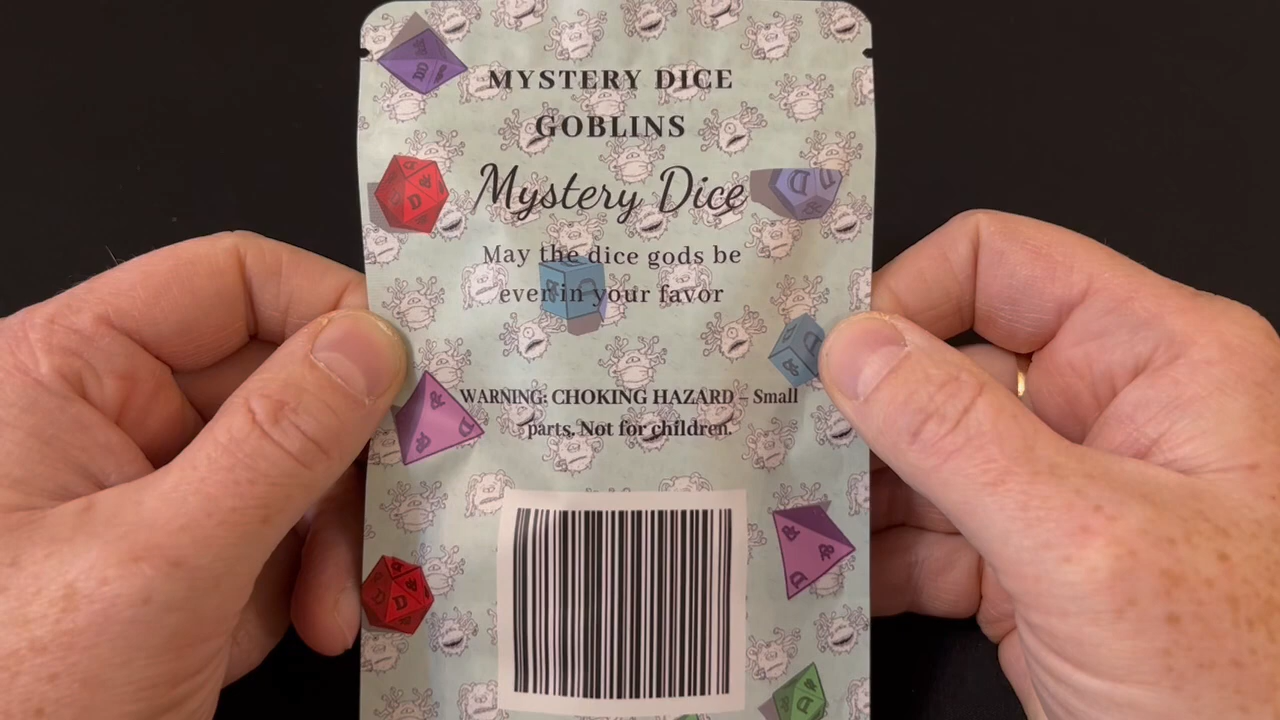 MYSTERY DICE
GOBLINS
Mystery Dice
May the dice gods be
ever in your favor
WARNING: CHOKING HAZARD – Small
parts. Not for children.